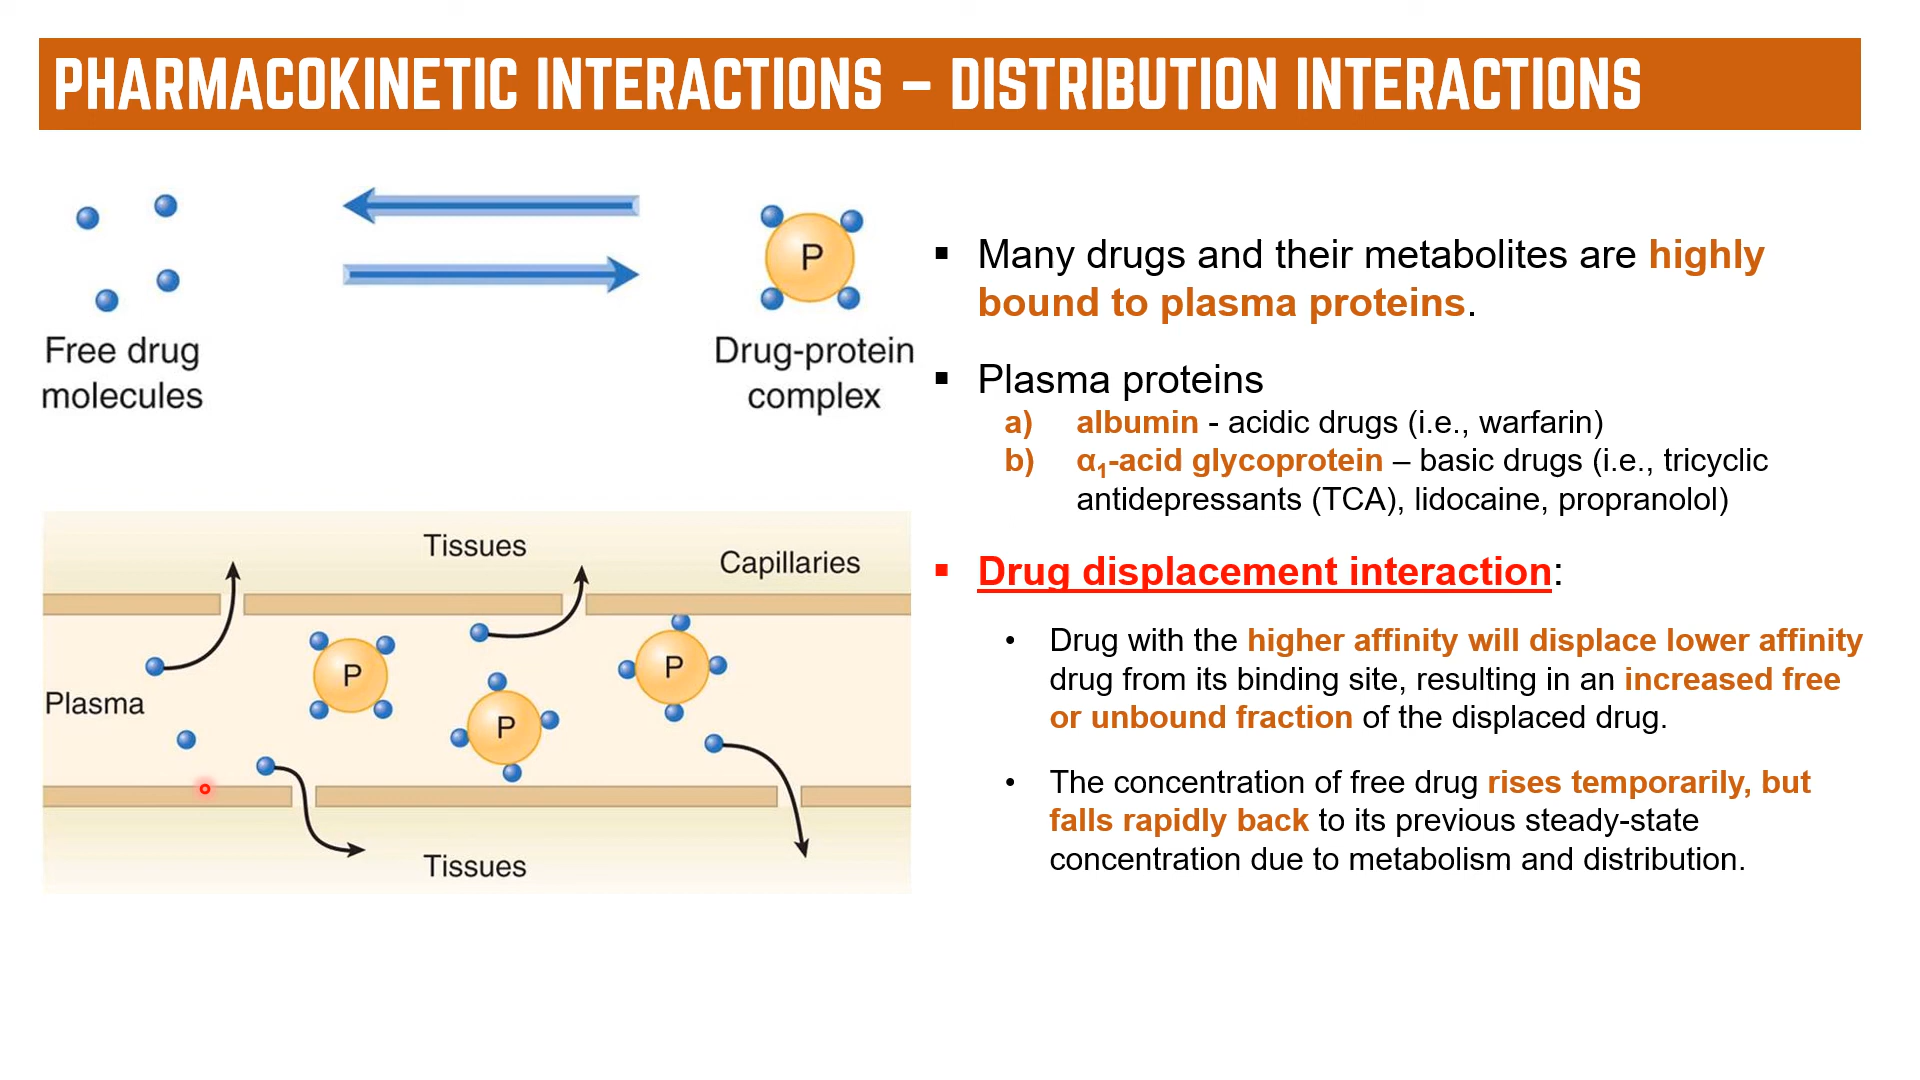 PHARMACOKINETIC INTERACTIONS – DISTRIBUTION INTERACTIONS
P
Free drug
molecules
Drug-protein
complex
Tissues
Capillaries
P
P
P
Plasma
Tissues
▪ Many drugs and their metabolites are highly
bound to plasma proteins.
▪ Plasma proteins
a) albumin - acidic drugs (i.e., warfarin)
b) α₁-acid glycoprotein – basic drugs (i.e., tricyclic
antidepressants (TCA), lidocaine, propranolol)
▪ Drug displacement interaction:
• Drug with the higher affinity will displace lower affinity
drug from its binding site, resulting in an increased free
or unbound fraction of the displaced drug.
• The concentration of free drug rises temporarily, but
falls rapidly back to its previous steady-state
concentration due to metabolism and distribution.